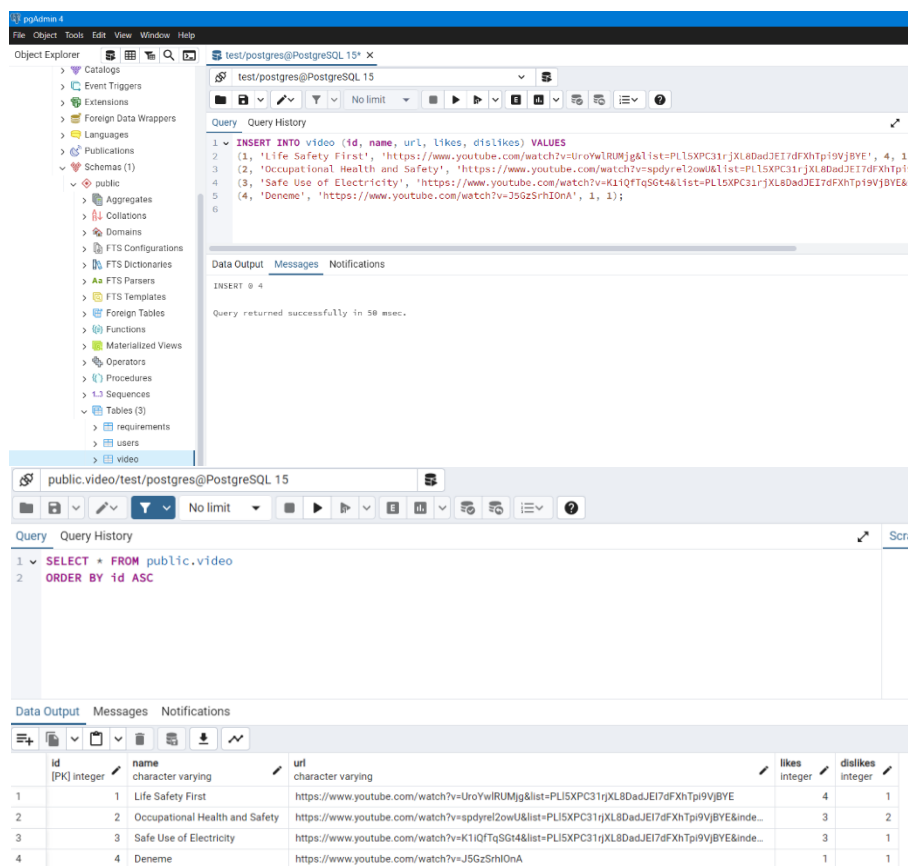 pgAdmin 4
File Object Tools Edit View Window Help
Object Explorer
test/postgres@PostgreSQL 15*
Catalogs
Event Triggers
Extensions
Foreign Data Wrappers
Languages
Publications
Schemas (1)
public
Aggregates
Collations
Domains
FTS Configurations
FTS Dictionaries
FTS Parsers
FTS Templates
Foreign Tables
Functions
Materialized Views
Operators
Procedures
1..3 Sequences
Tables (3)
requirements
users
video
test/postgres@PostgreSQL 15
No limit
Query Query History
1 INSERT INTO video (id, name, url, likes, dislikes) VALUES
2 (1, 'Life Safety First', 'https://www.youtube.com/watch?v=UroYwlRUMjg&list=PLl5XPC31rjXL8DadJEI7dFXhTpi9VjBYE', 4, 1
3 (2, 'Occupational Health and Safety', 'https://www.youtube.com/watch?v=spdyrel2owU&list=PLl5XPC31rjXL8DadJEI7dFXhTpi
4 (3, 'Safe Use of Electricity', 'https://www.youtube.com/watch?v=K1iQfTqSGt4&list=PLl5XPC31rjXL8DadJEI7dFXhTpi9VjBYE&
5 (4, 'Deneme', 'https://www.youtube.com/watch?v=J5GzSrhIOnA', 1, 1);
6
Data Output Messages Notifications
INSERT 0 4
Query returned successfully in 50 msec.
public.video/test/postgres@PostgreSQL 15
No limit
Query Query History
Scr
1 SELECT * FROM public.video
2 ORDER BY id ASC
Data Output Messages Notifications
id name url likes dislikes
[PK] integer character varying character varying integer integer
1 1 Life Safety First https://www.youtube.com/watch?v=UroYwlRUMjg&list=PLl5XPC31rjXL8DadJEI7dFXhTpi9VjBYE 4 1
2 2 Occupational Health and Safety https://www.youtube.com/watch?v=spdyrel2owU&list=PLl5XPC31rjXL8DadJEI7dFXhTpi9VjBYE&inde... 3 2
3 3 Safe Use of Electricity https://www.youtube.com/watch?v=K1iQfTqSGt4&list=PLl5XPC31rjXL8DadJEI7dFXhTpi9VjBYE&inde... 3 1
4 4 Deneme https://www.youtube.com/watch?v=J5GzSrhIOnA 1 1